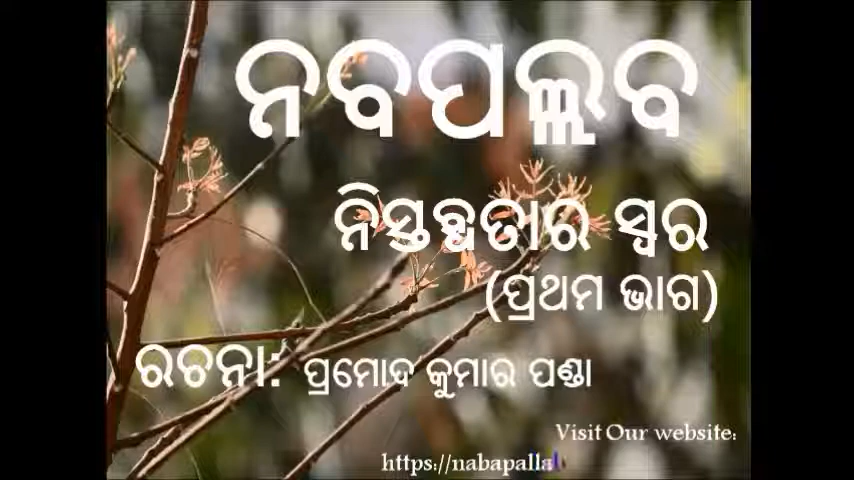 ନବପଲ୍ଲବ
ନିସ୍ତବ୍ଧତାର ସ୍ୱର
(ପ୍ରଥମ ଭାଗ)
ରଚନା: ପ୍ରମୋଦ କୁମାର ପଣ୍ଡା
Visit Our website:
https://nabapalla